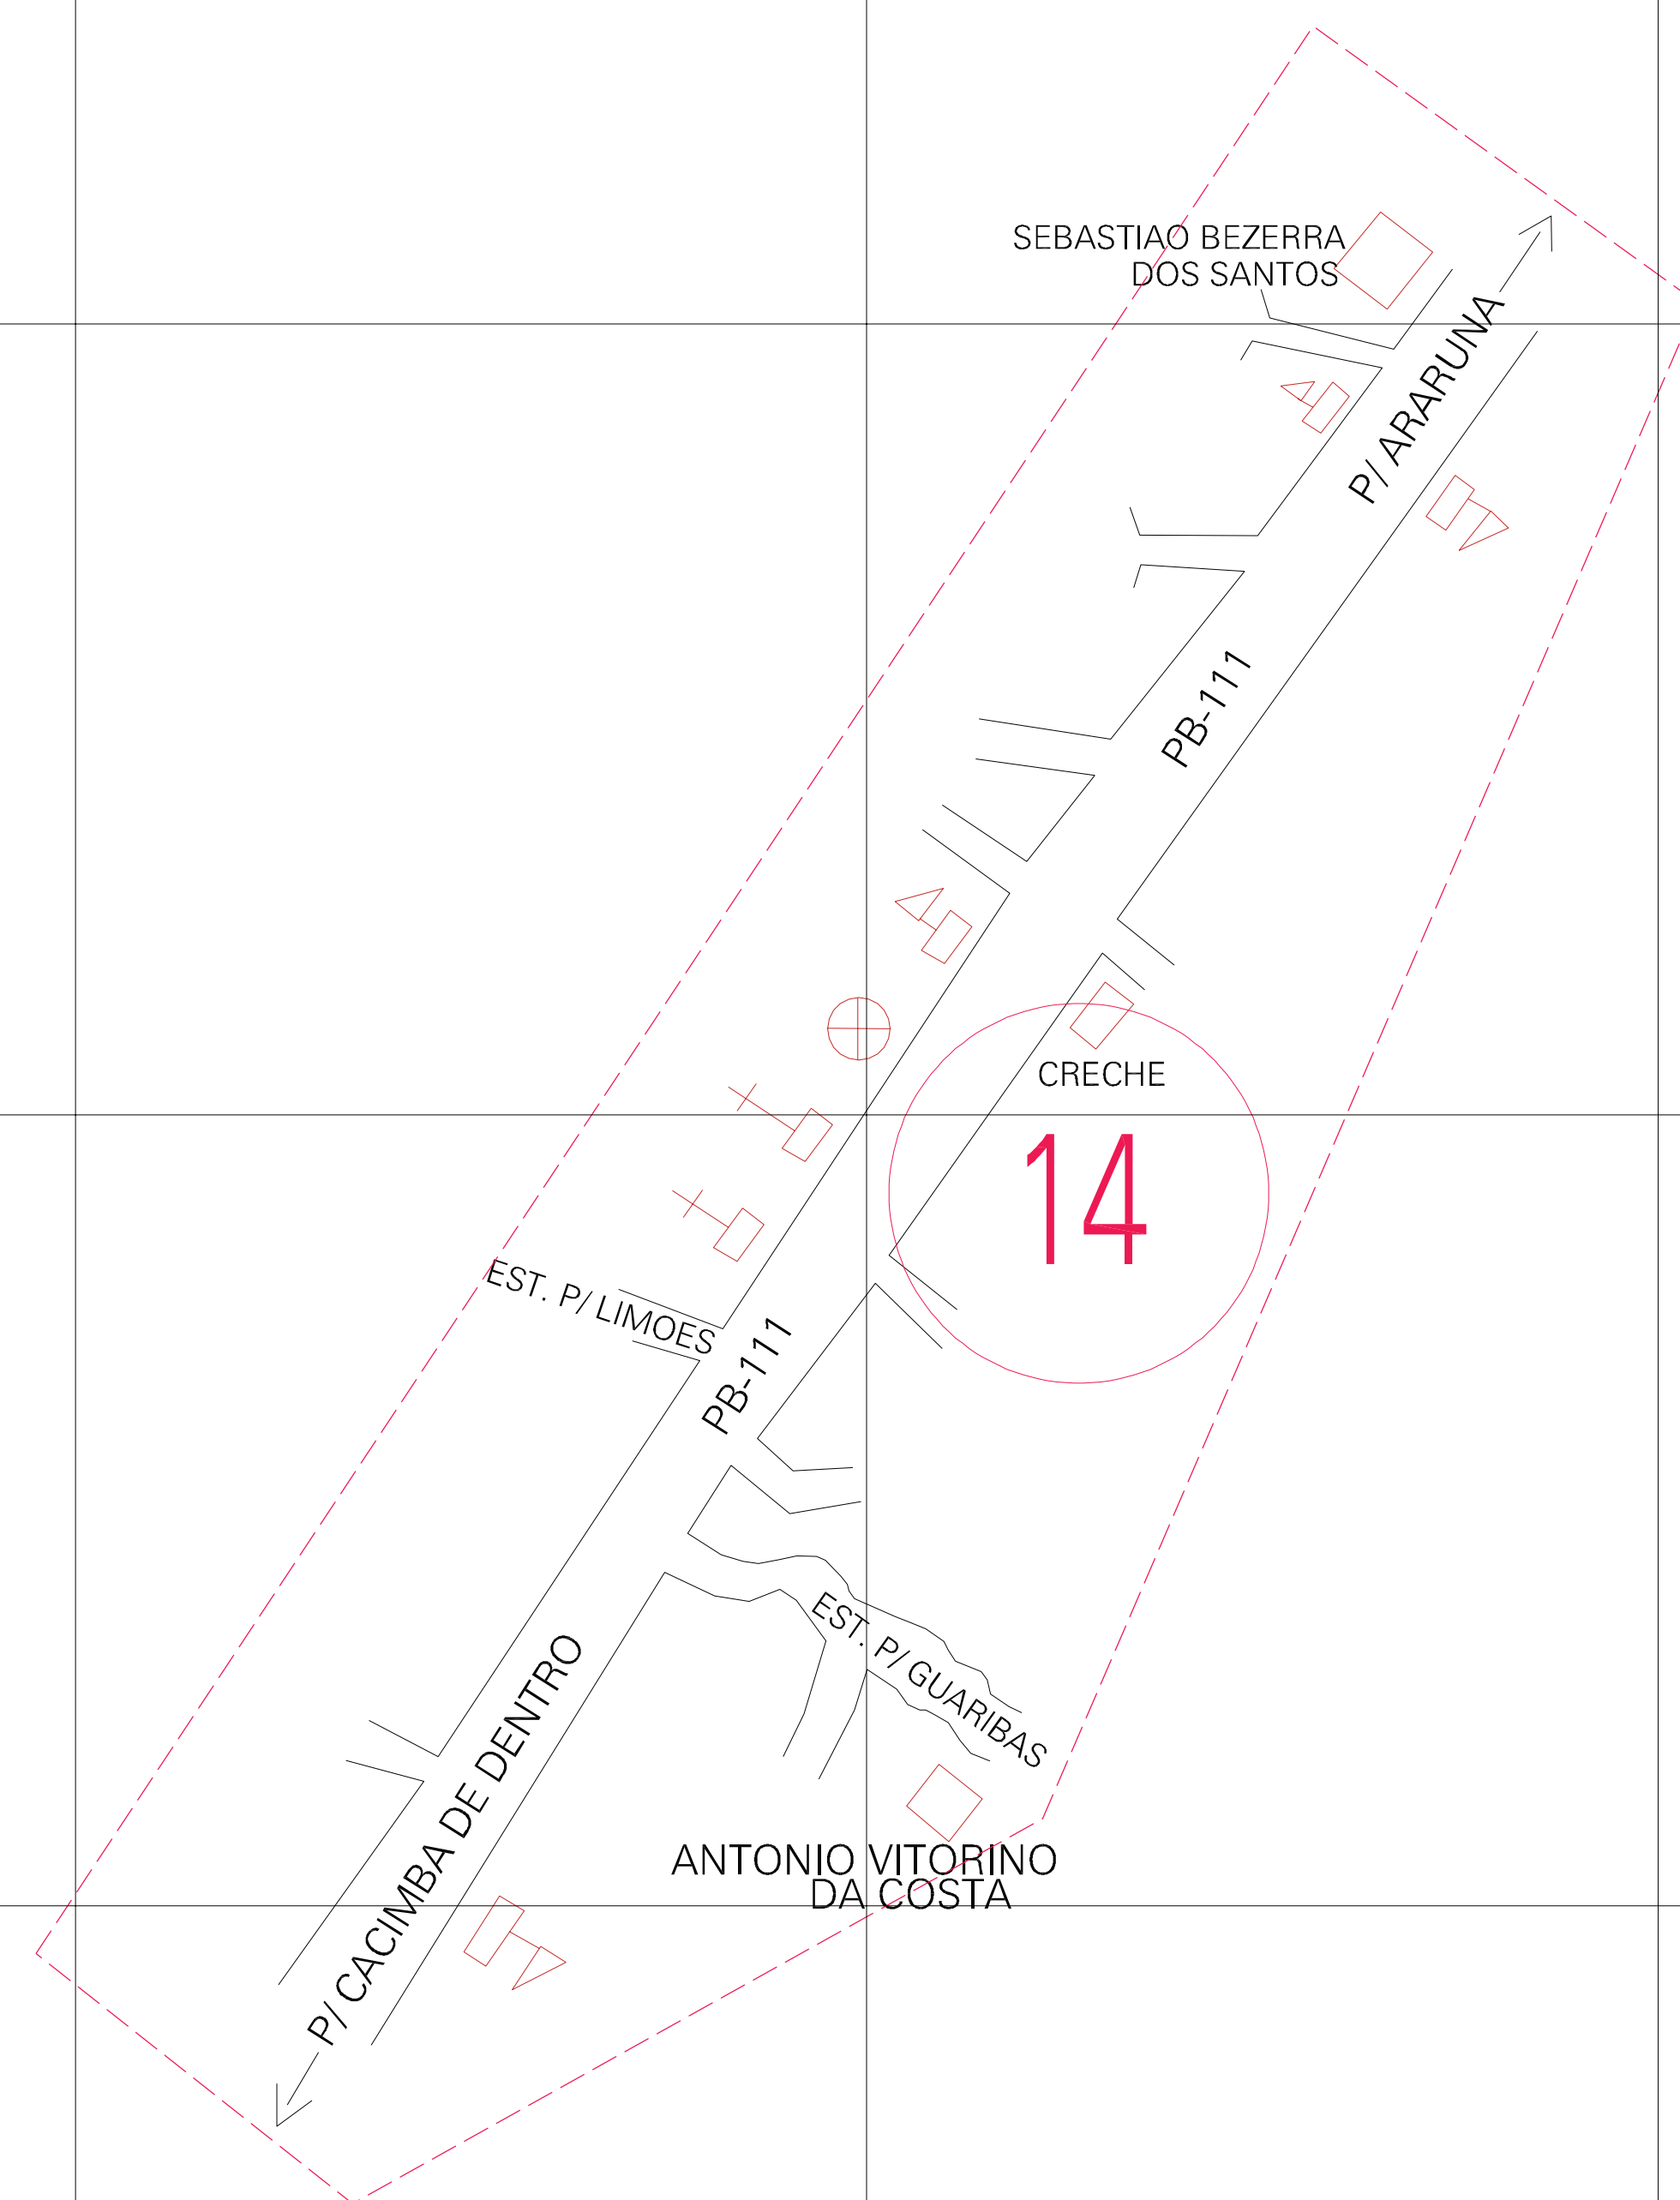 SEBASTIAO BEZERRA
DOS SANTOS
P/ ARARUNA
PB-111
CRECHE
14
EST. P/ LIMOES
PB-111
EST. P/ GUARIBAS
P/ CACIMBA DE DENTRO
ANTONIO VITORINO
DA COSTA